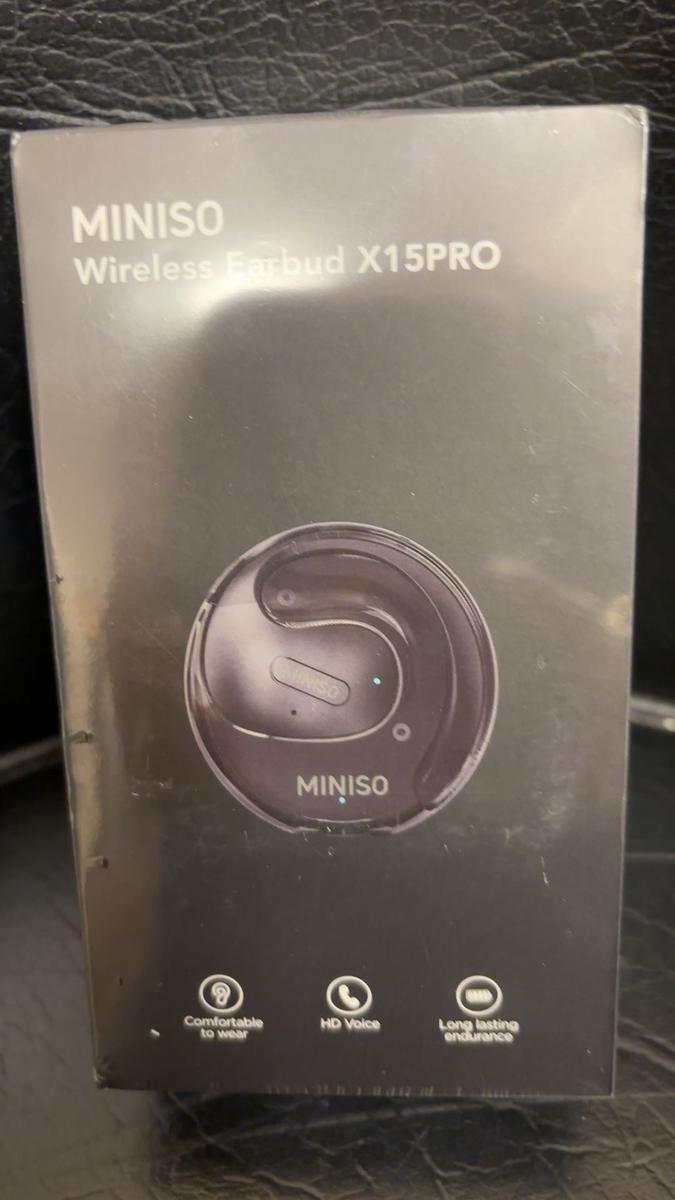 MINISO
Wireless Earbud X15PRO
MINISO
MINISO
Comfortable
to wear
HD Voice
Long lasting
endurance